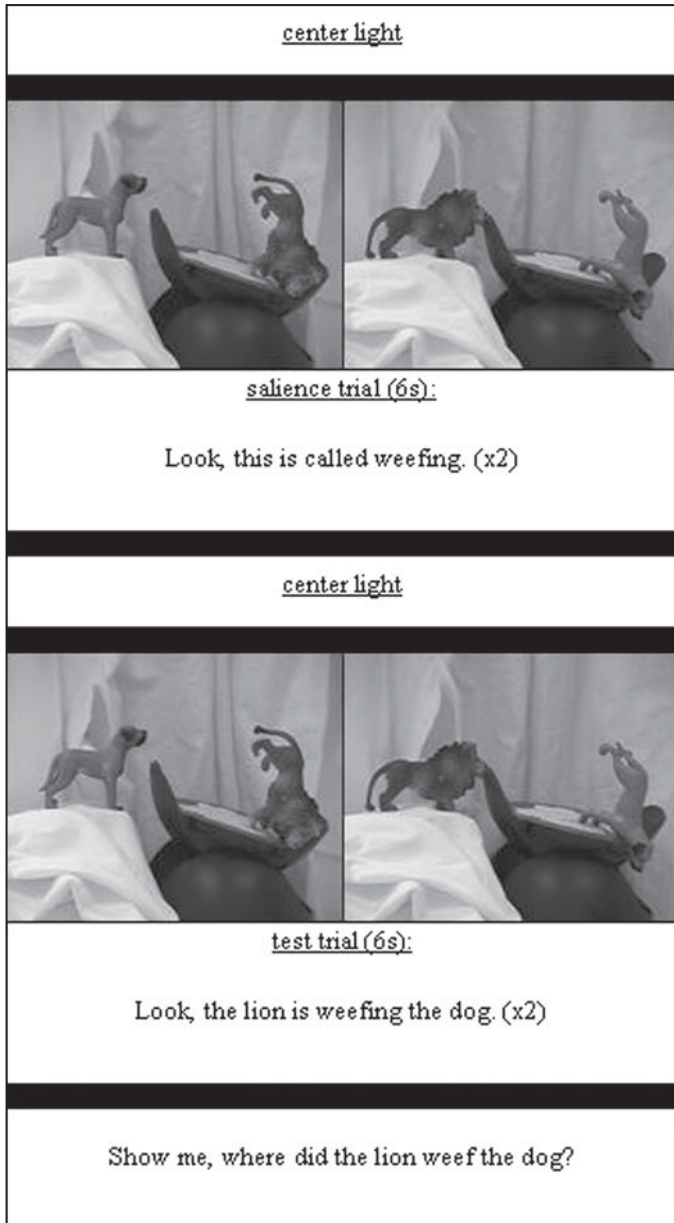 center light
salience trial (6s):
Look, this is called weefing. (x2)
center light
test trial (6s):
Look, the lion is weefing the dog. (x2)
Show me, where did the lion weef the dog?